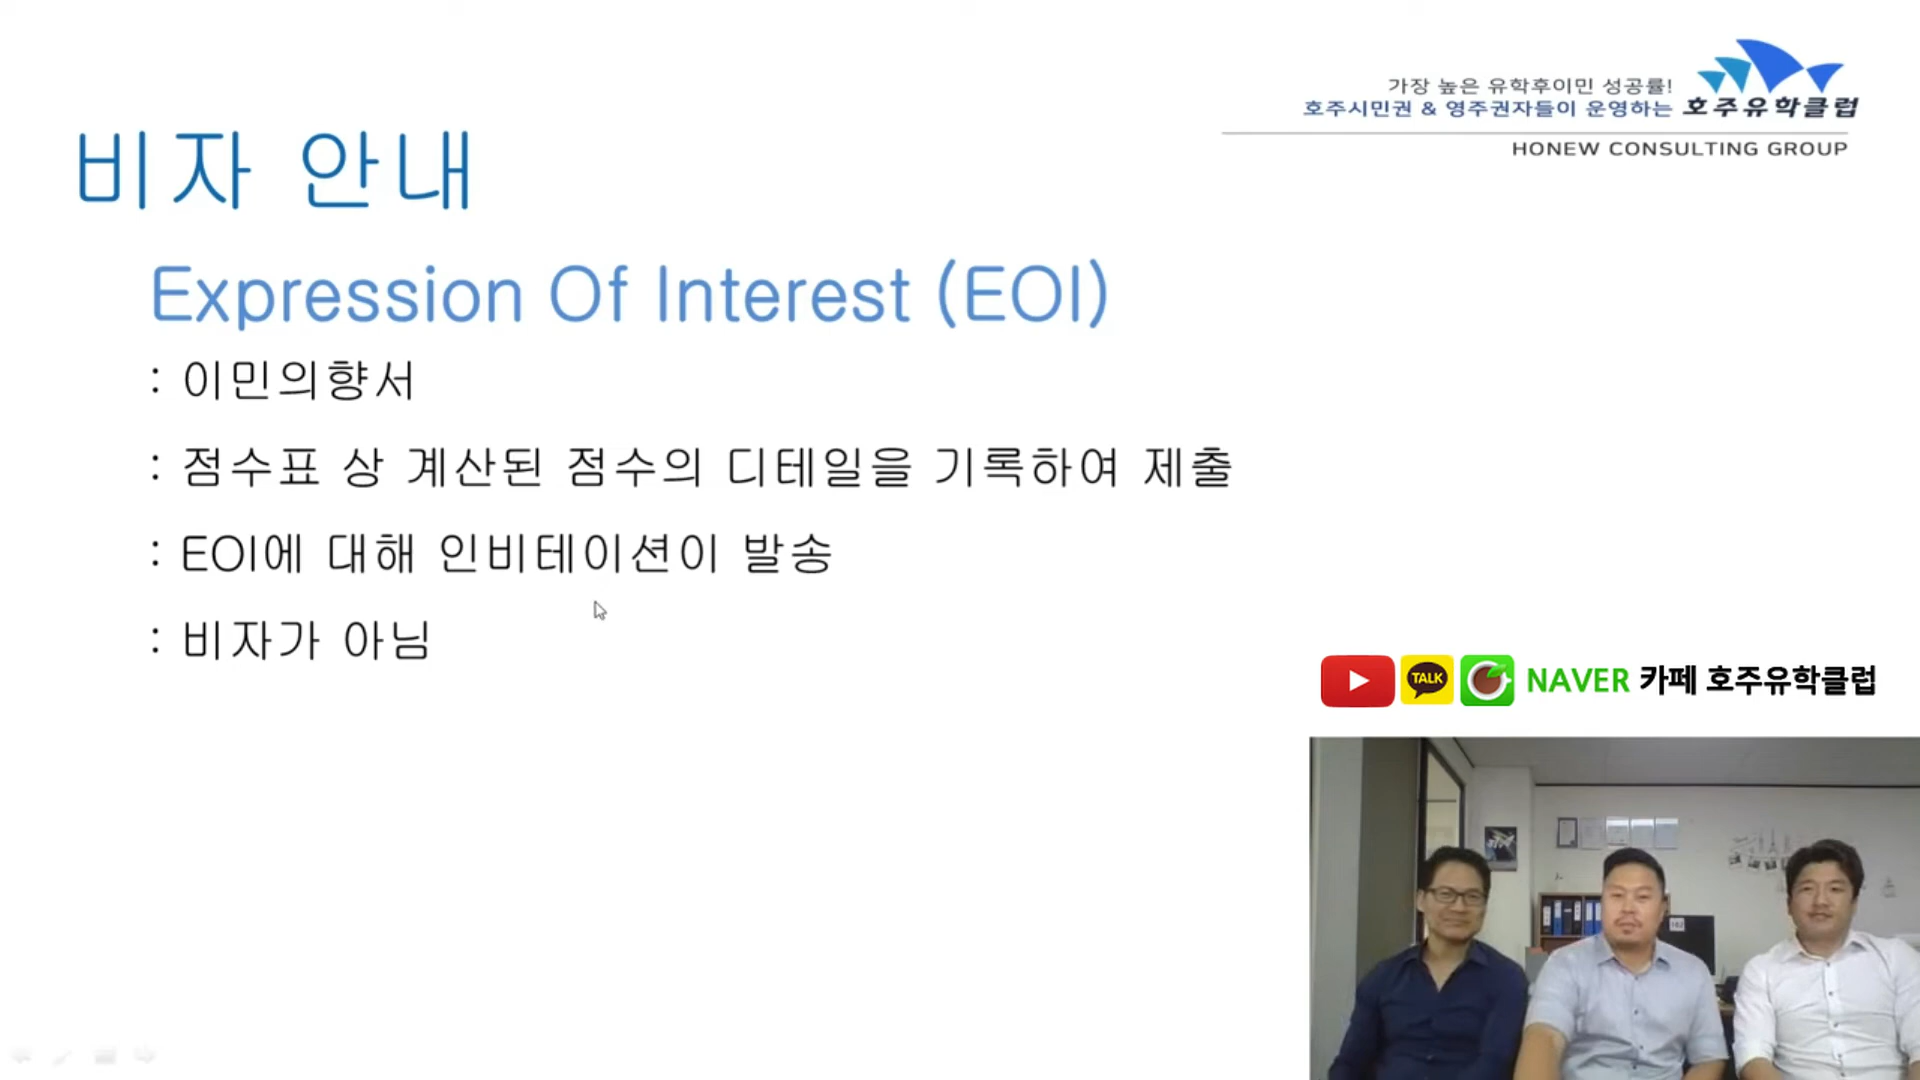 가장 높은 유학후이민 성공률!
호주시민권 & 영주권자들이 운영하는 호주유학클럽
HONEW CONSULTING GROUP
비자 안내
Expression Of Interest (EOI)
: 이민의향서
: 점수표 상 계산된 점수의 디테일을 기록하여 제출
: EOI에 대해 인비테이션이 발송
: 비자가 아님
TALK NAVER 카페 호주유학클럽